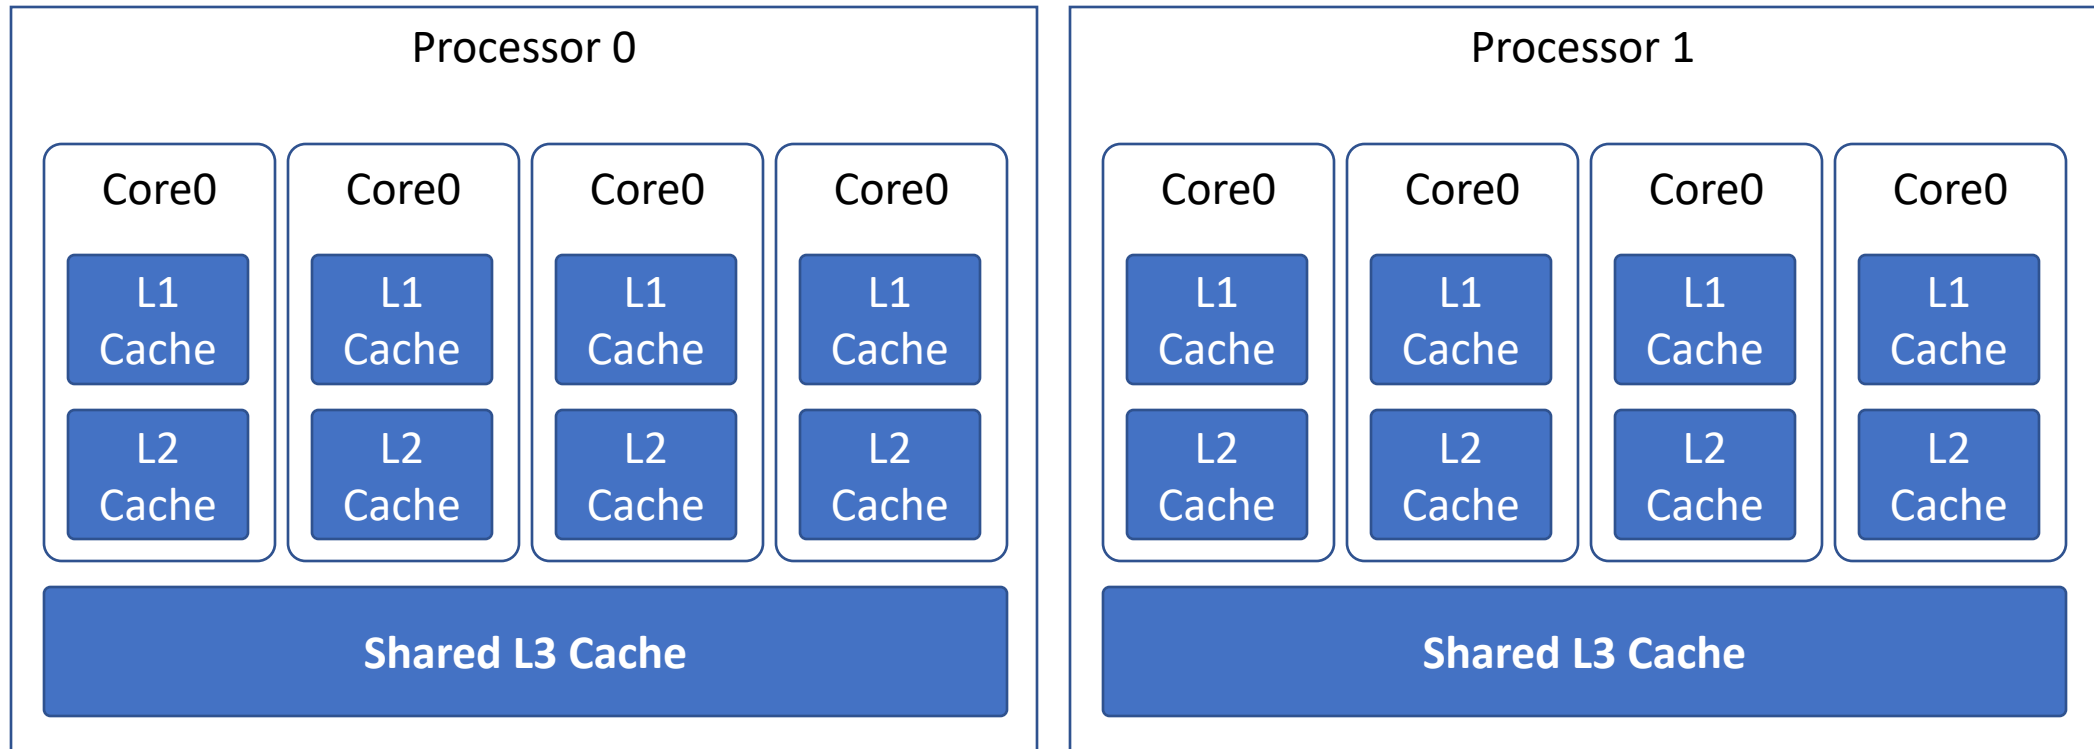 Processor 0
Core0
Core0
Core0
Core0
L1
Cache
L1
Cache
L1
Cache
L1
Cache
L2
Cache
L2
Cache
L2
Cache
L2
Cache
Shared L3 Cache
Processor 1
Core0
Core0
Core0
Core0
L1
Cache
L1
Cache
L1
Cache
L1
Cache
L2
Cache
L2
Cache
L2
Cache
L2
Cache
Shared L3 Cache